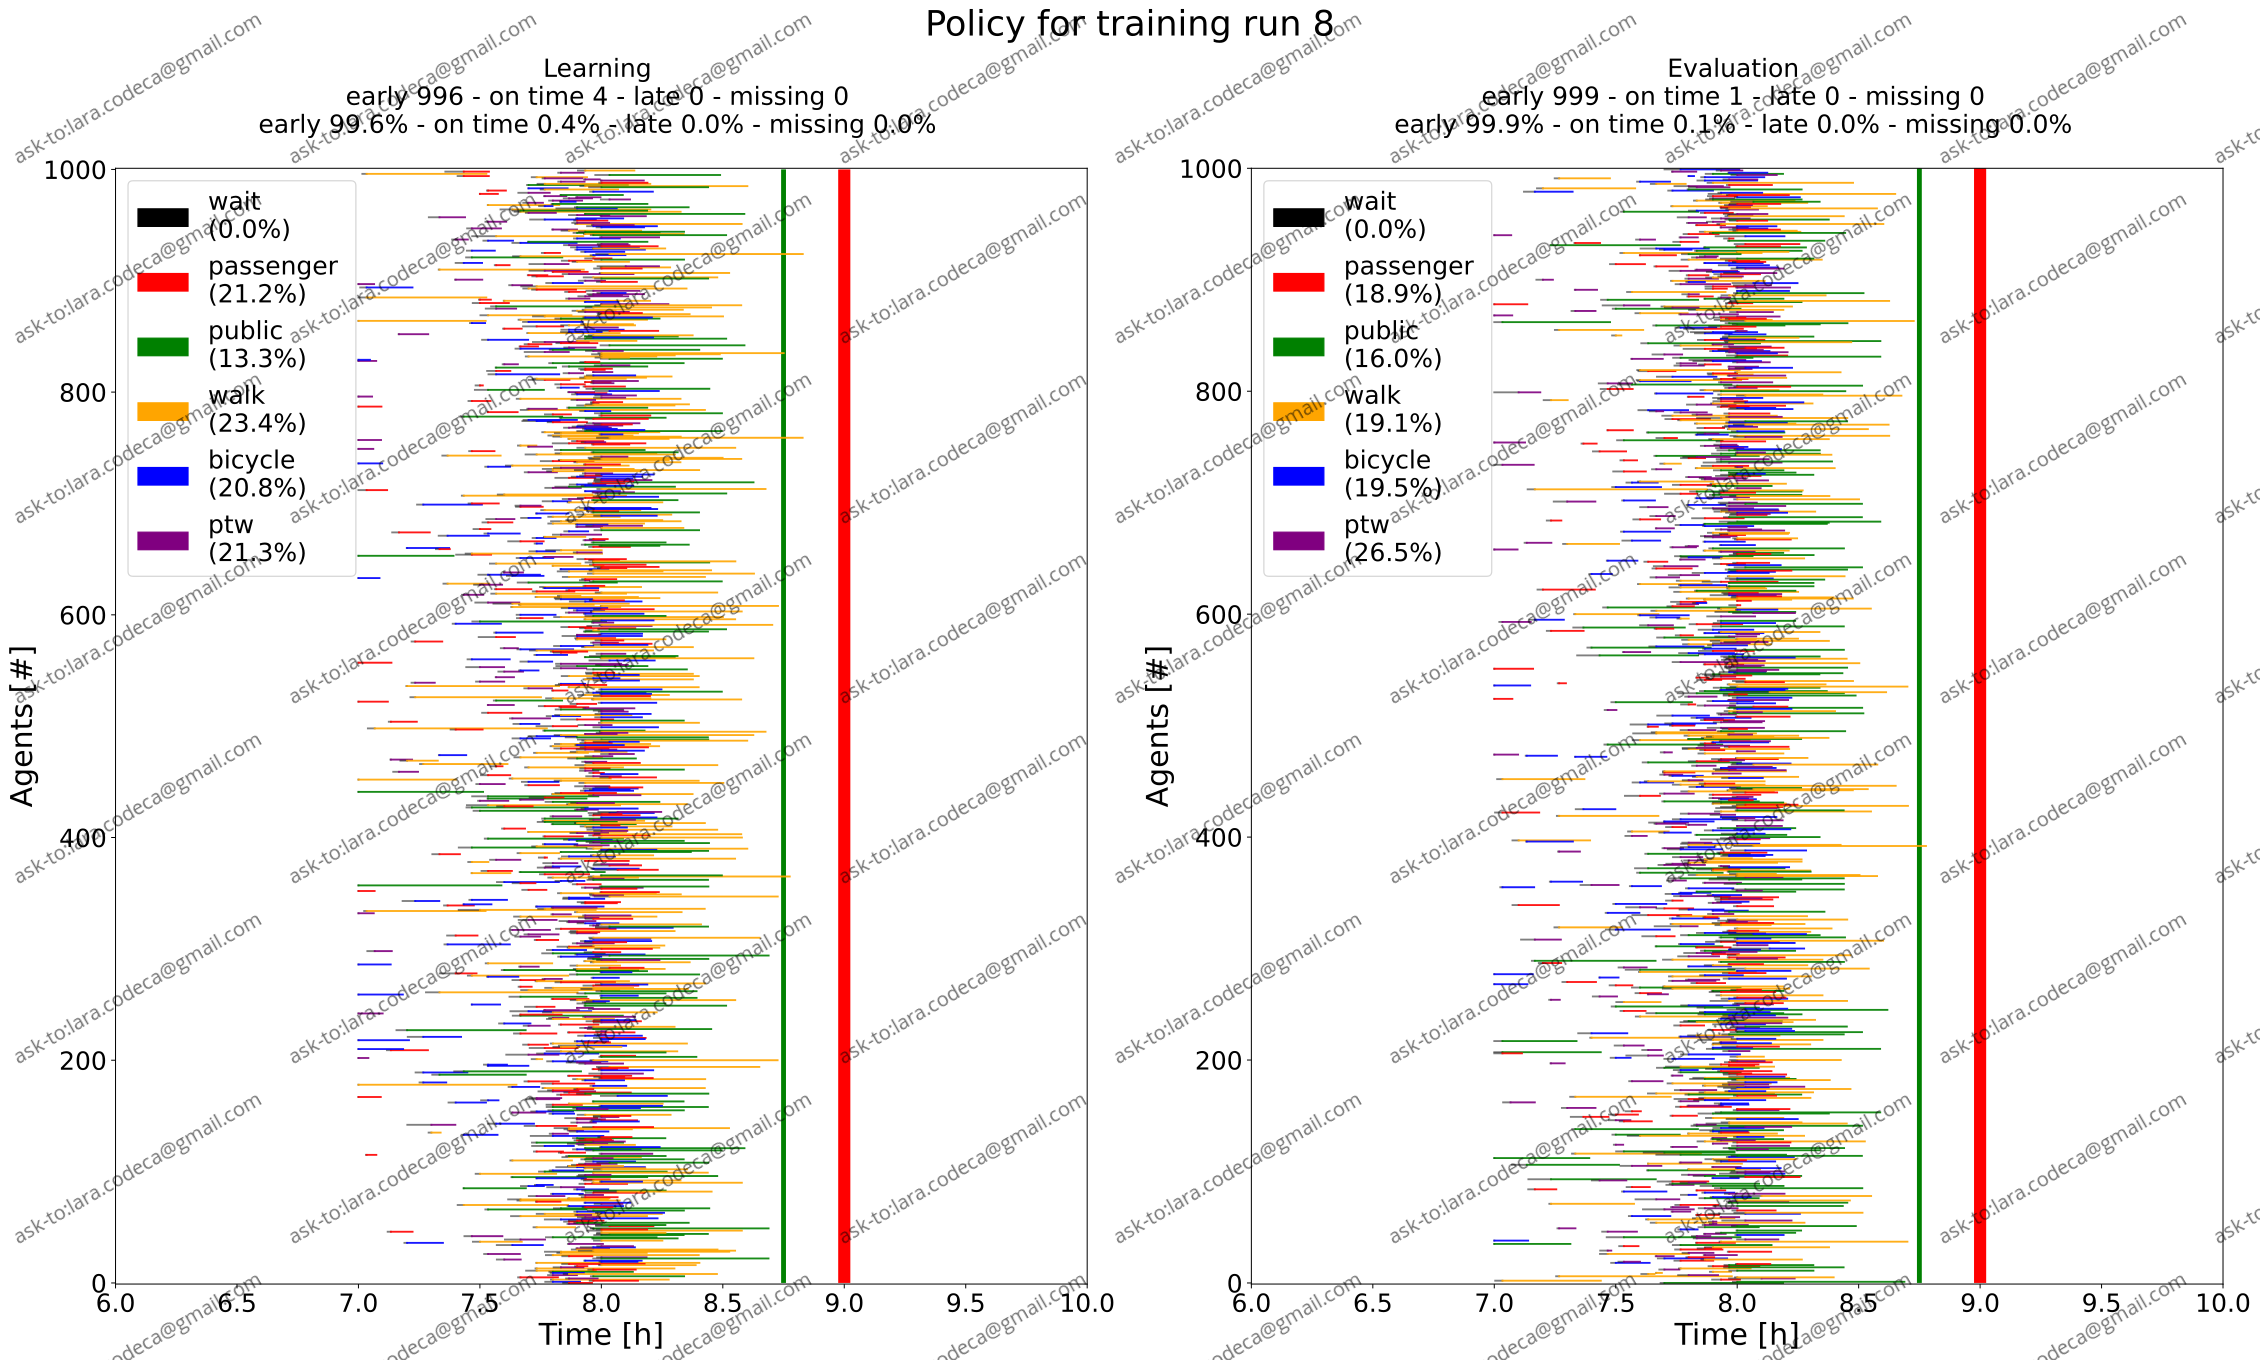 Policy for training run 8
Learning
early 996 - on time 4 - late 0 - missing 0
early 99.6% - on time 0.4% - late 0.0% - missing 0.0%
Agents [#]
1000
800
600
400
200
0
wait
(0.0%)
passenger
(21.2%)
public
(13.3%)
walk
(23.4%)
bicycle
(20.8%)
ptw
(21.3%)
6.0 6.5 7.0 7.5 8.0 8.5 9.0 9.5 10.0
Time [h]
Evaluation
early 999 - on time 1 - late 0 - missing 0
early 99.9% - on time 0.1% - late 0.0% - missing 0.0%
Agents [#]
1000
800
600
400
200
0
wait
(0.0%)
passenger
(18.9%)
public
(16.0%)
walk
(19.1%)
bicycle
(19.5%)
ptw
(26.5%)
6.0 6.5 7.0 7.5 8.0 8.5 9.0 9.5 10.0
Time [h]
ask-to:lara.codeca@gmail.com